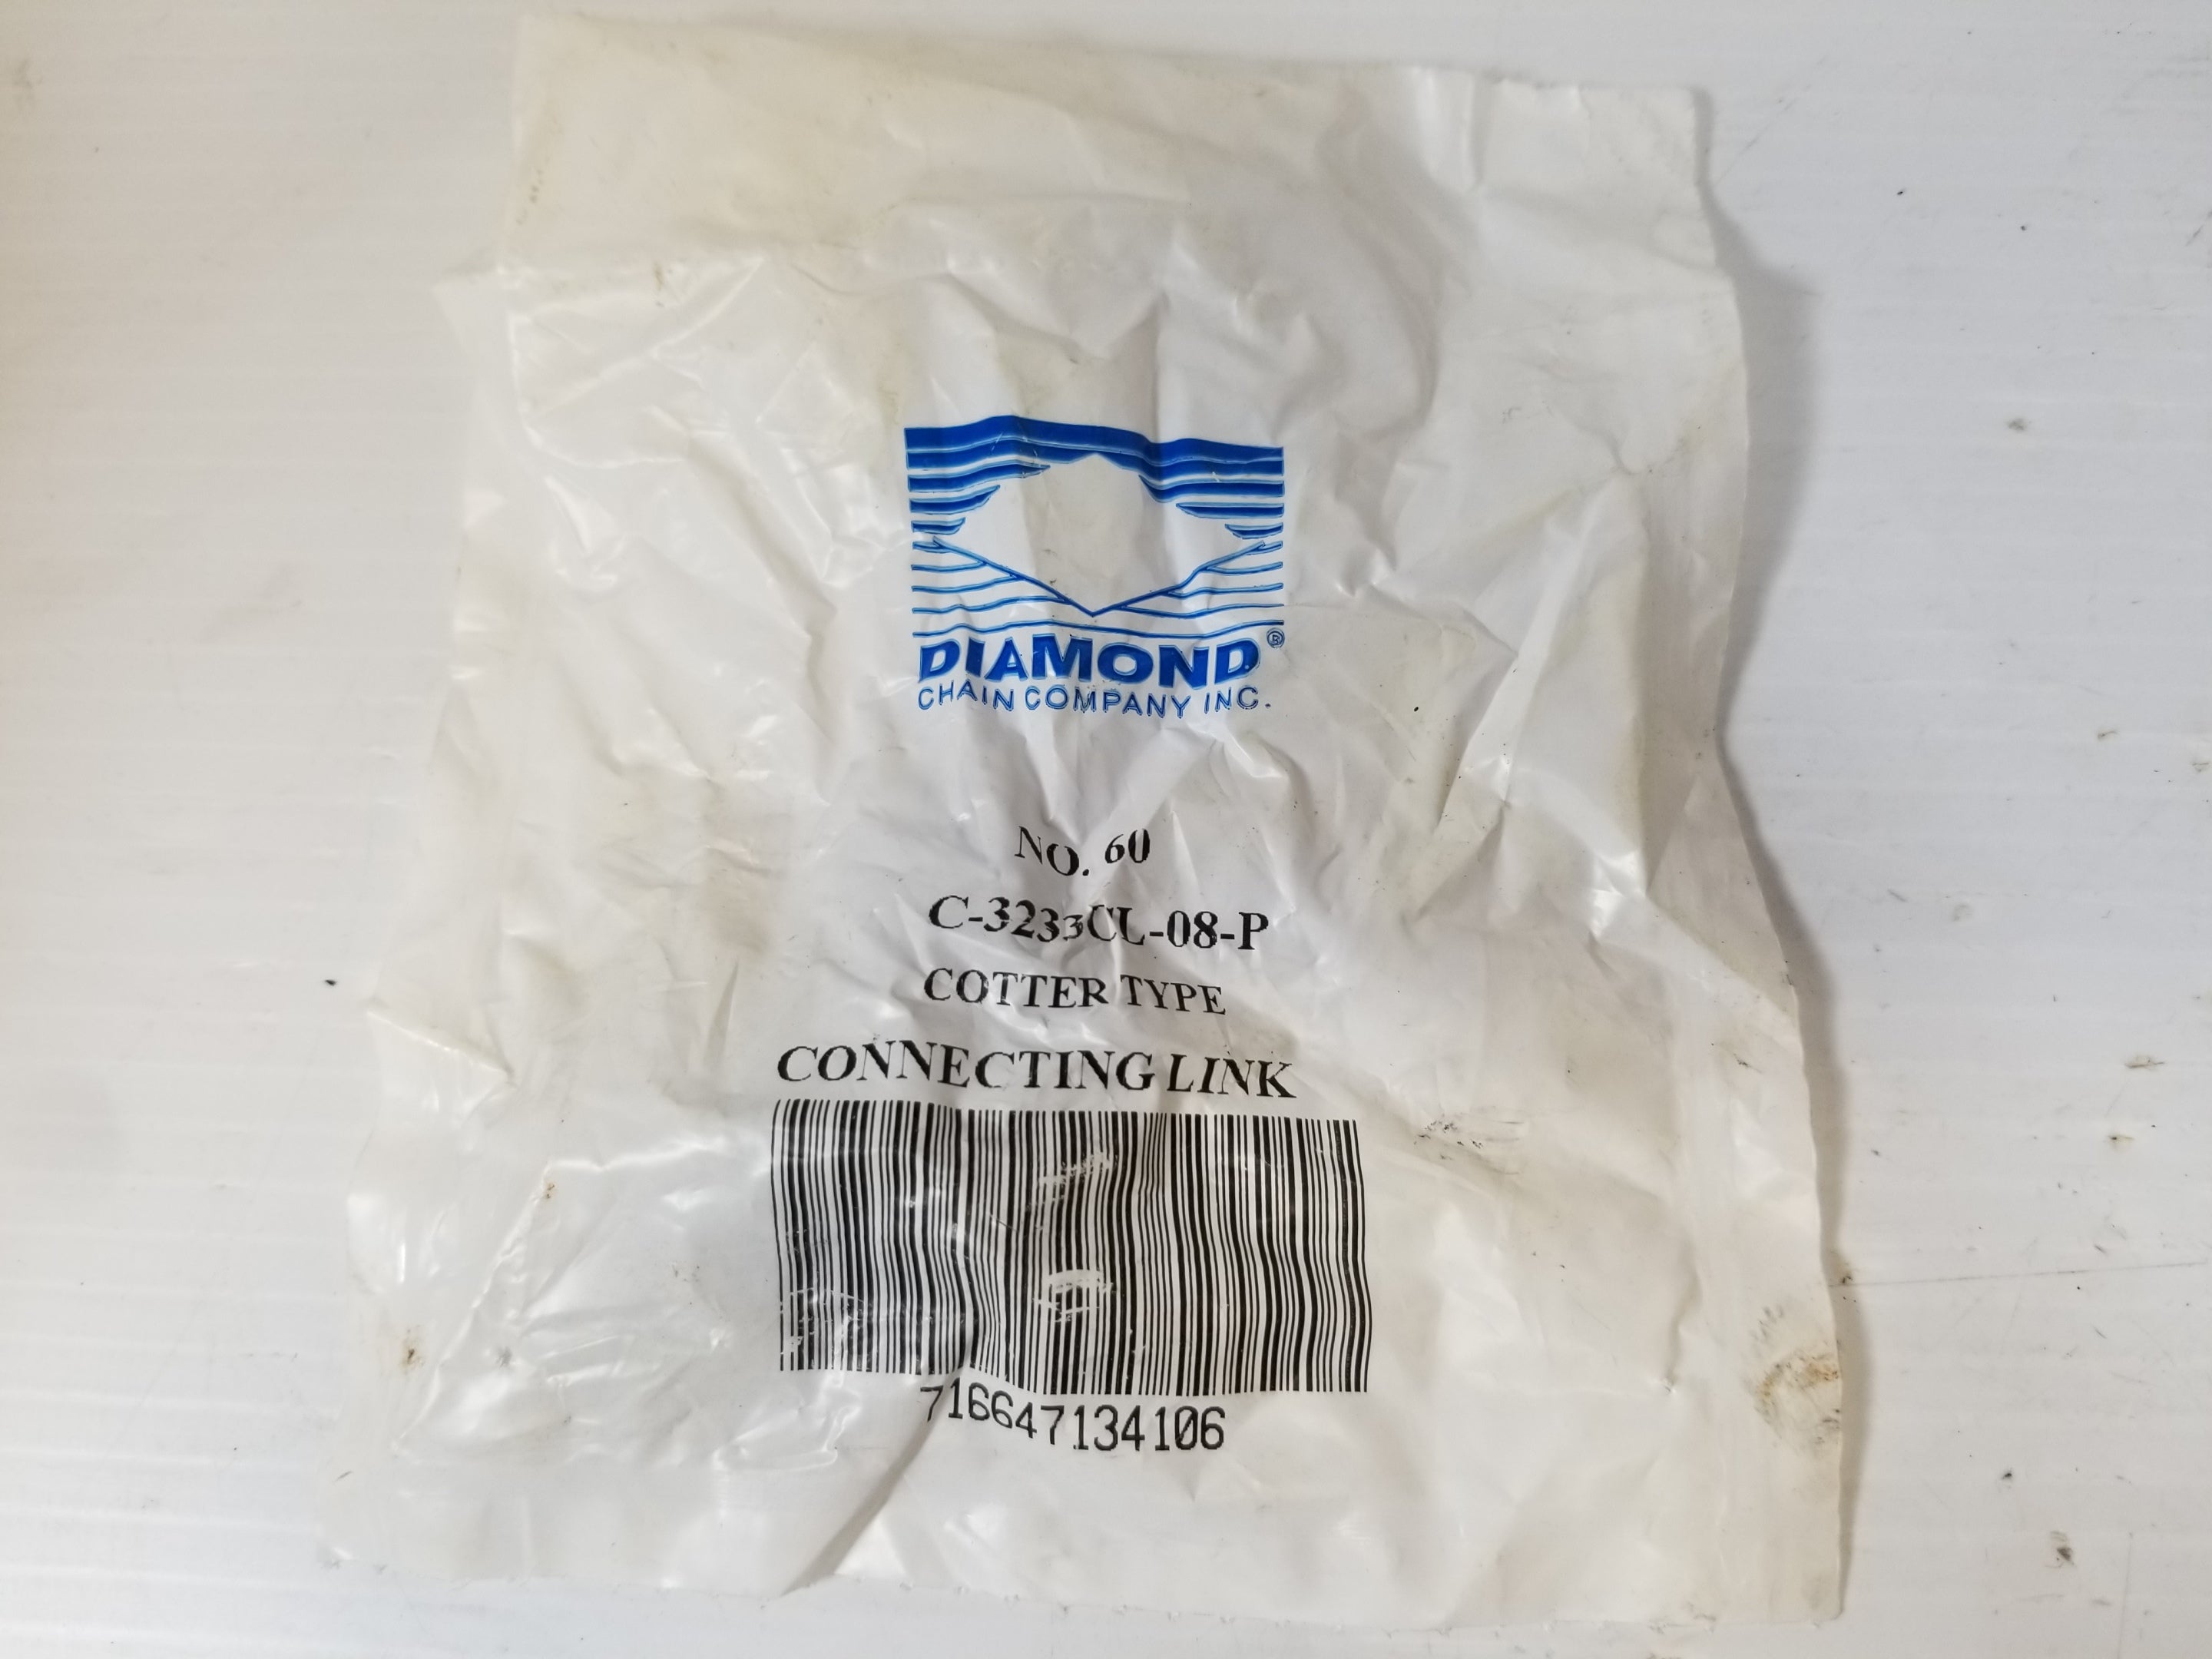 DIAMOND®
CHAIN COMPANY INC.
NO. 60
C-3233CL-08-P
COTTER TYPE
CONNECTING LINK
716647134106